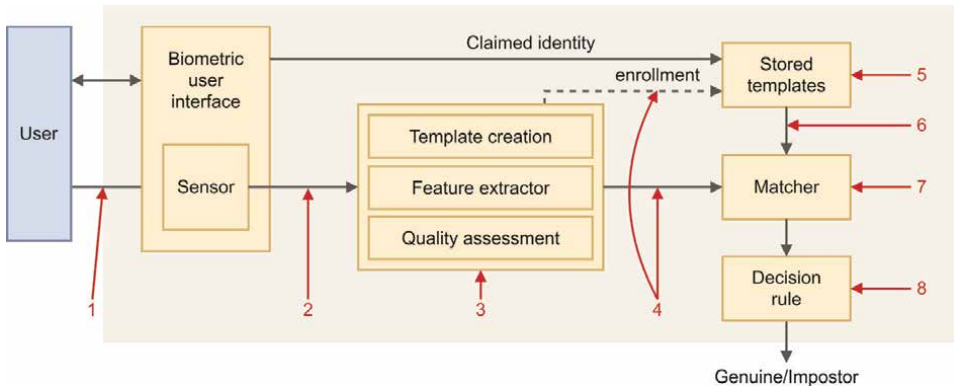 User
Biometric
user
interface
Sensor
Claimed identity
enrollment
Template creation
Feature extractor
Quality assessment
Stored
templates
Matcher
Decision
rule
Genuine/Impostor
1
2
3
4
5
6
7
8